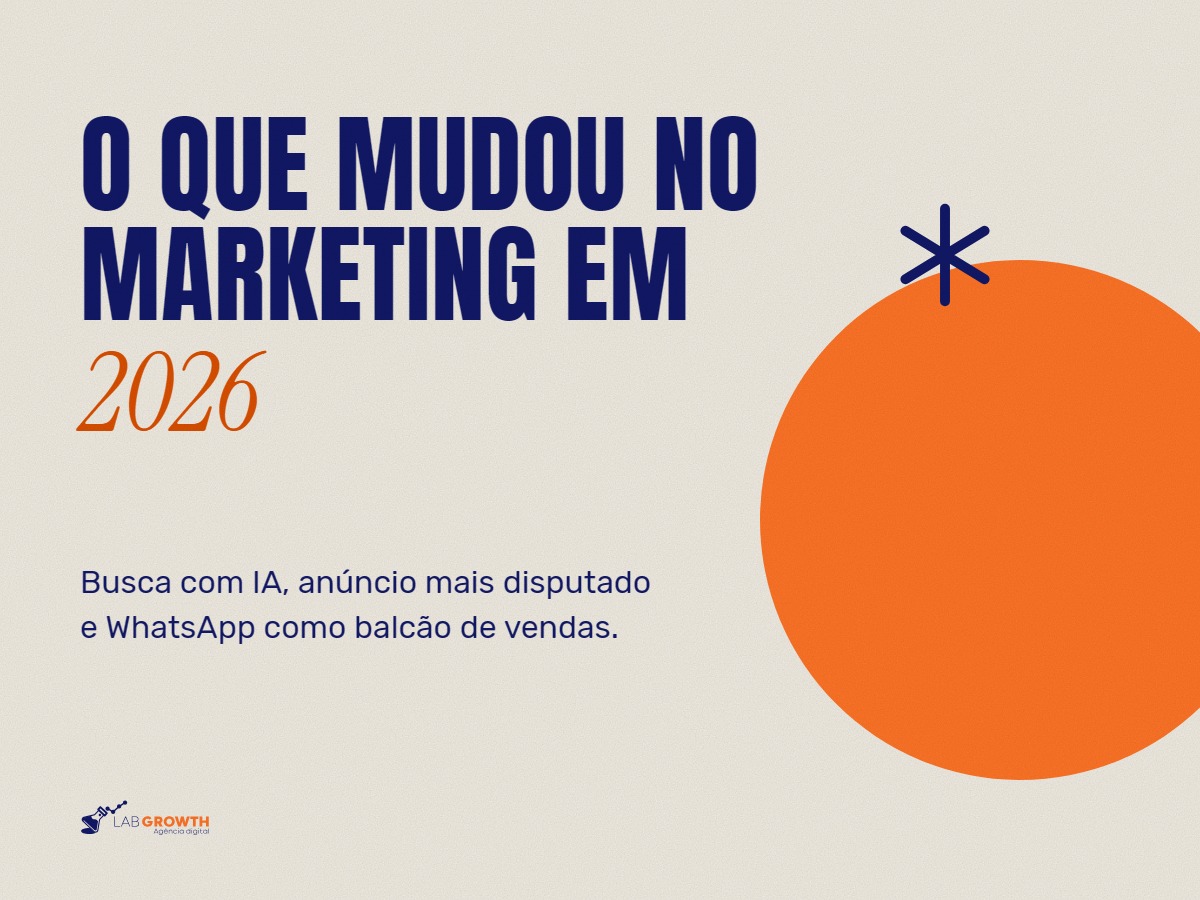 O QUE MUDOU NO
MARKETING EM
2026
Busca com IA, anúncio mais disputado
e WhatsApp como balcão de vendas.
LAB GROWTH
Agência digital